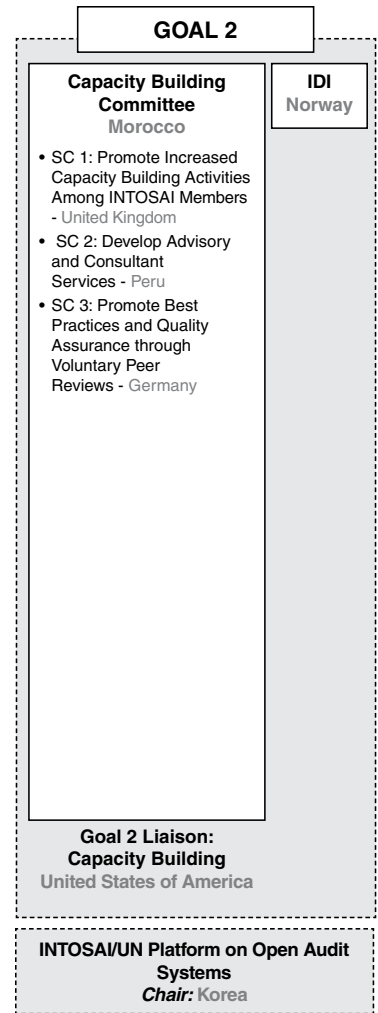 GOAL 2
Capacity Building
Committee
Morocco
• SC 1: Promote Increased
Capacity Building Activities
Among INTOSAI Members
- United Kingdom
• SC 2: Develop Advisory
and Consultant
Services - Peru
• SC 3: Promote Best
Practices and Quality
Assurance through
Voluntary Peer
Reviews - Germany
IDI
Norway
Goal 2 Liaison:
Capacity Building
United States of America
INTOSAI/UN Platform on Open Audit
Systems
Chair: Korea